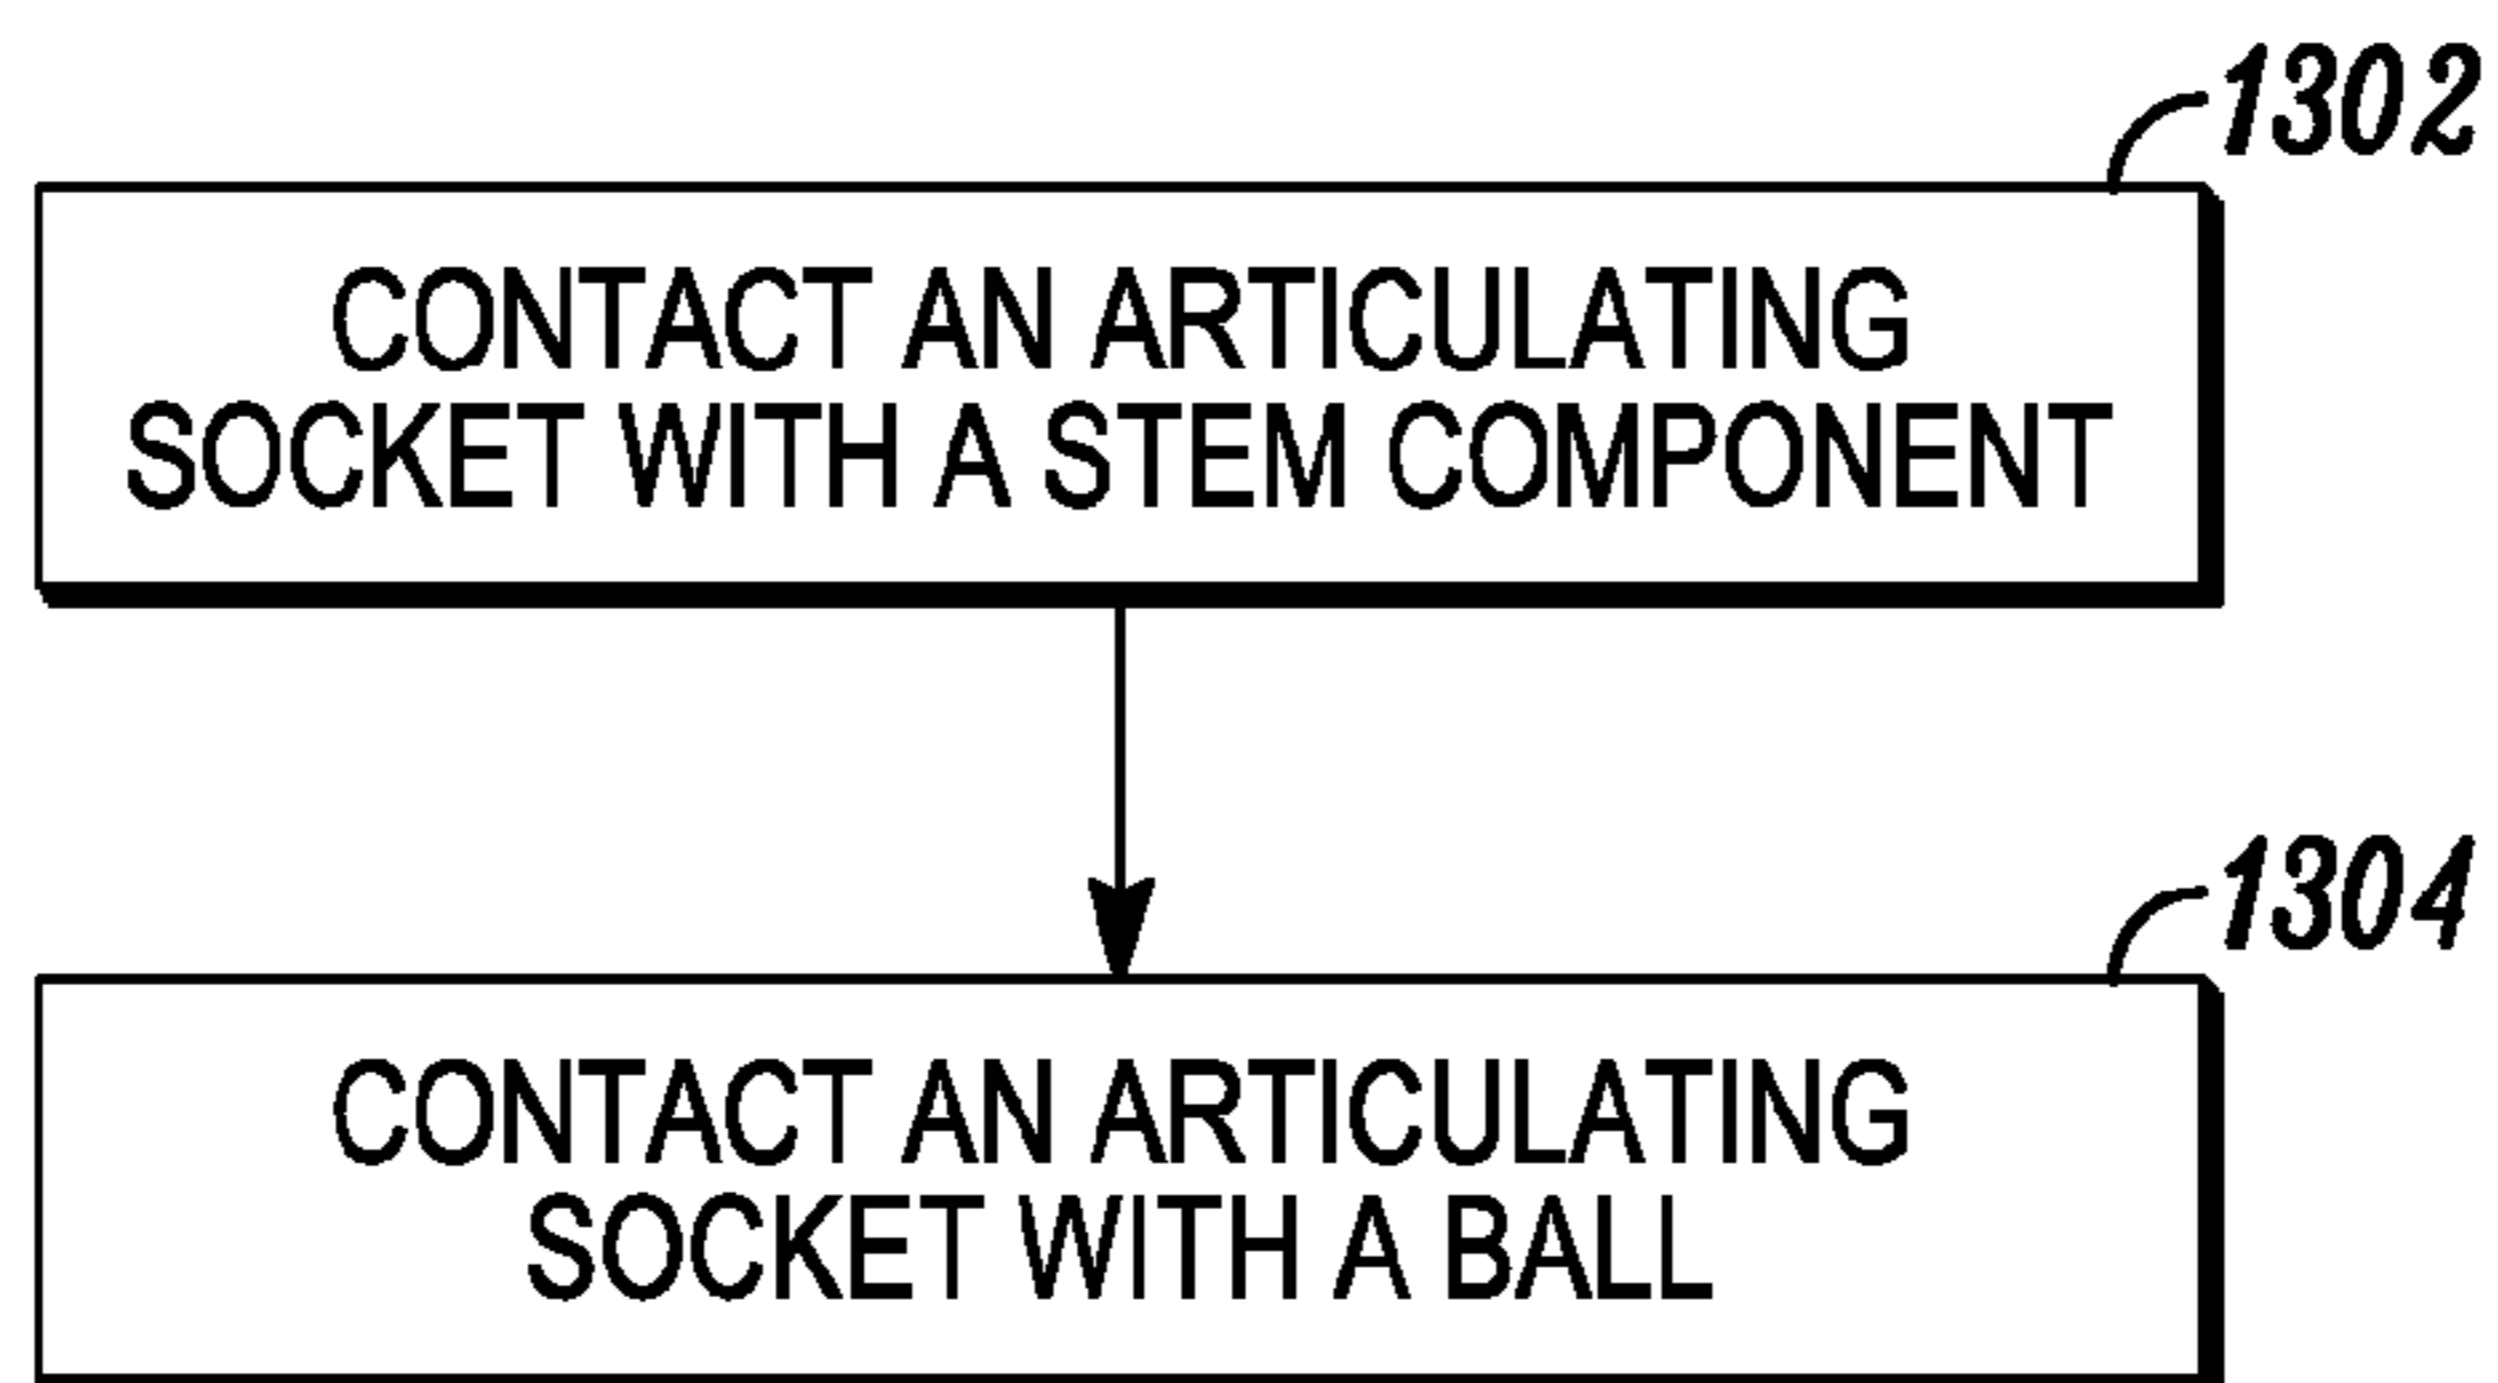 1302
CONTACT AN ARTICULATING
SOCKET WITH A STEM COMPONENT
1304
CONTACT AN ARTICULATING
SOCKET WITH A BALL